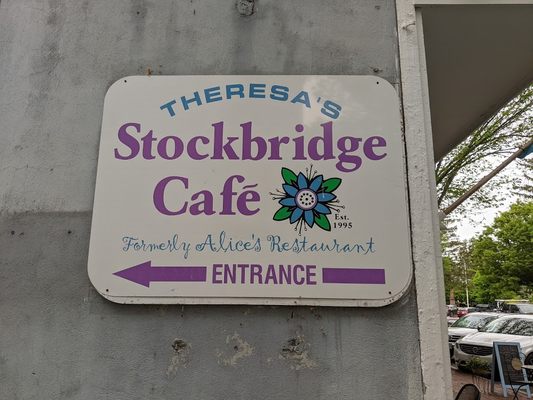 THERESA'S
Stockbridge
Café
Est.
1995
Formerly Alice's Restaurant
ENTRANCE